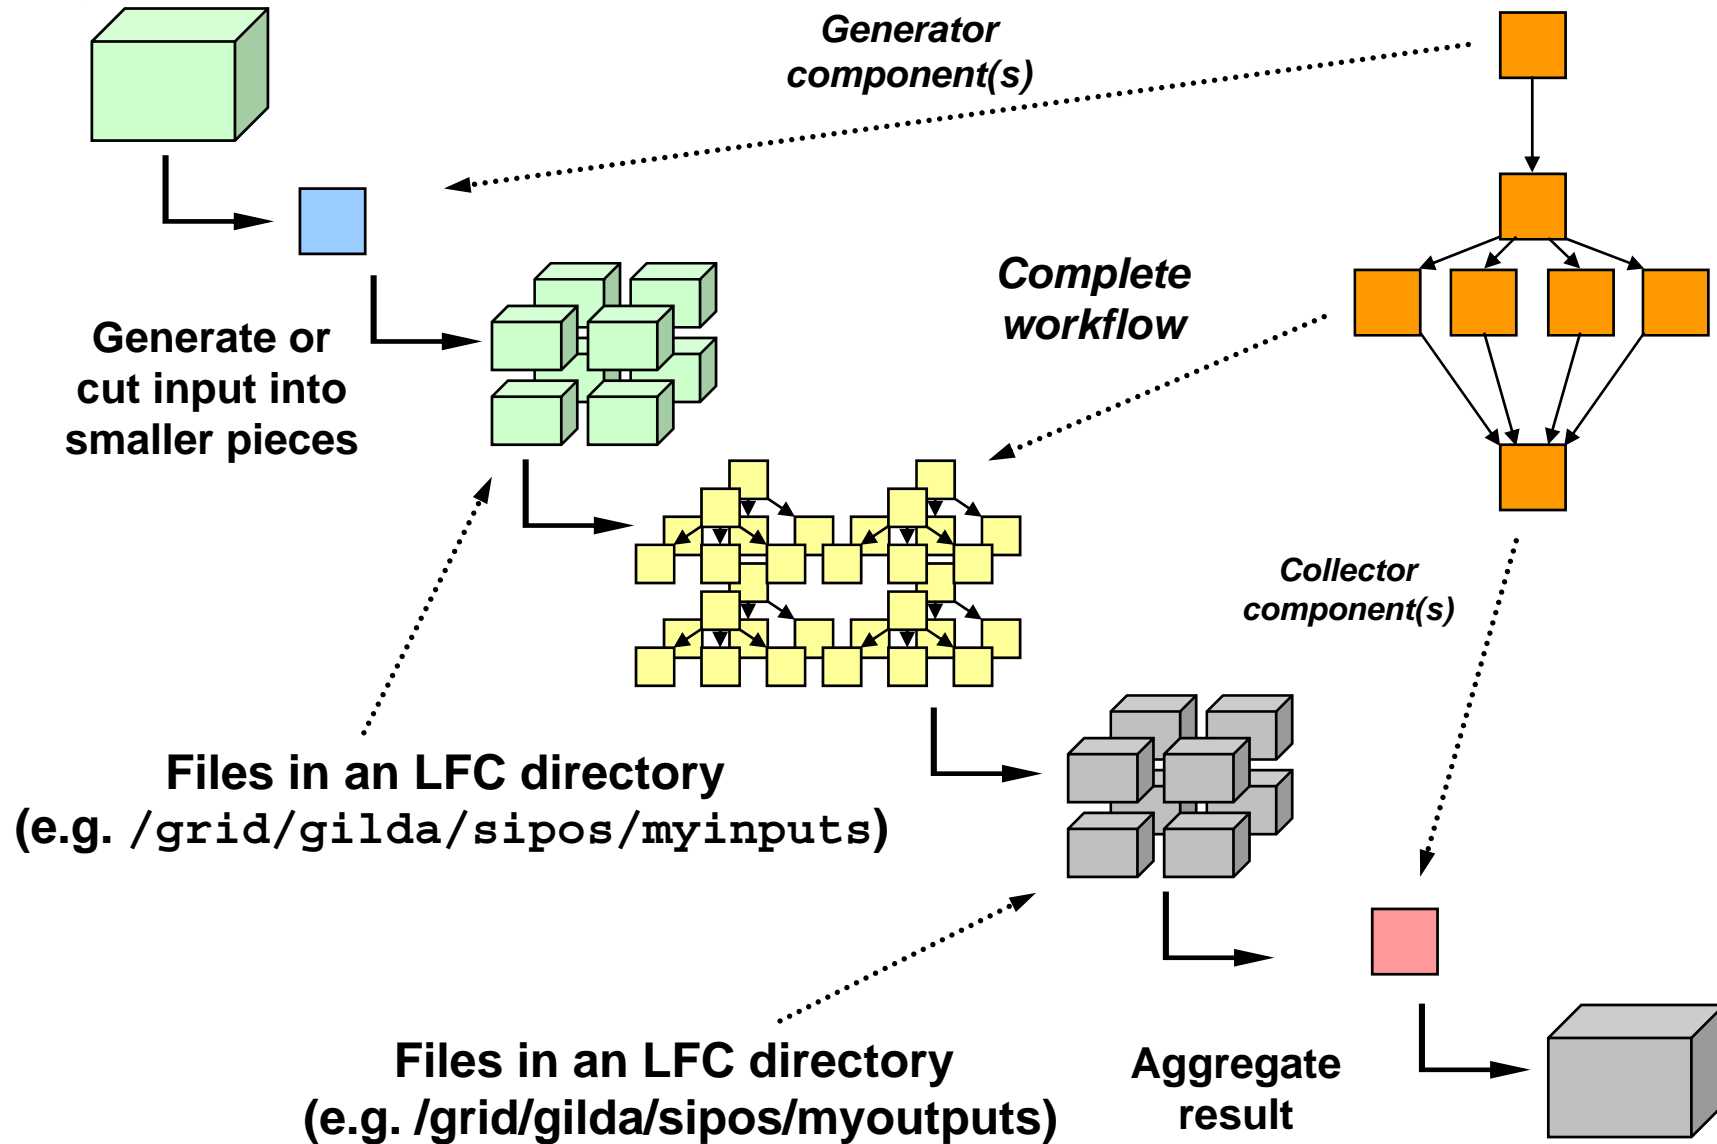 Generator
component(s)
Complete
workflow
Generate or
cut input into
smaller pieces
Collector
component(s)
Files in an LFC directory
(e.g. /grid/gilda/sipos/myinputs)
Files in an LFC directory
(e.g. /grid/gilda/sipos/myoutputs)
Aggregate
result